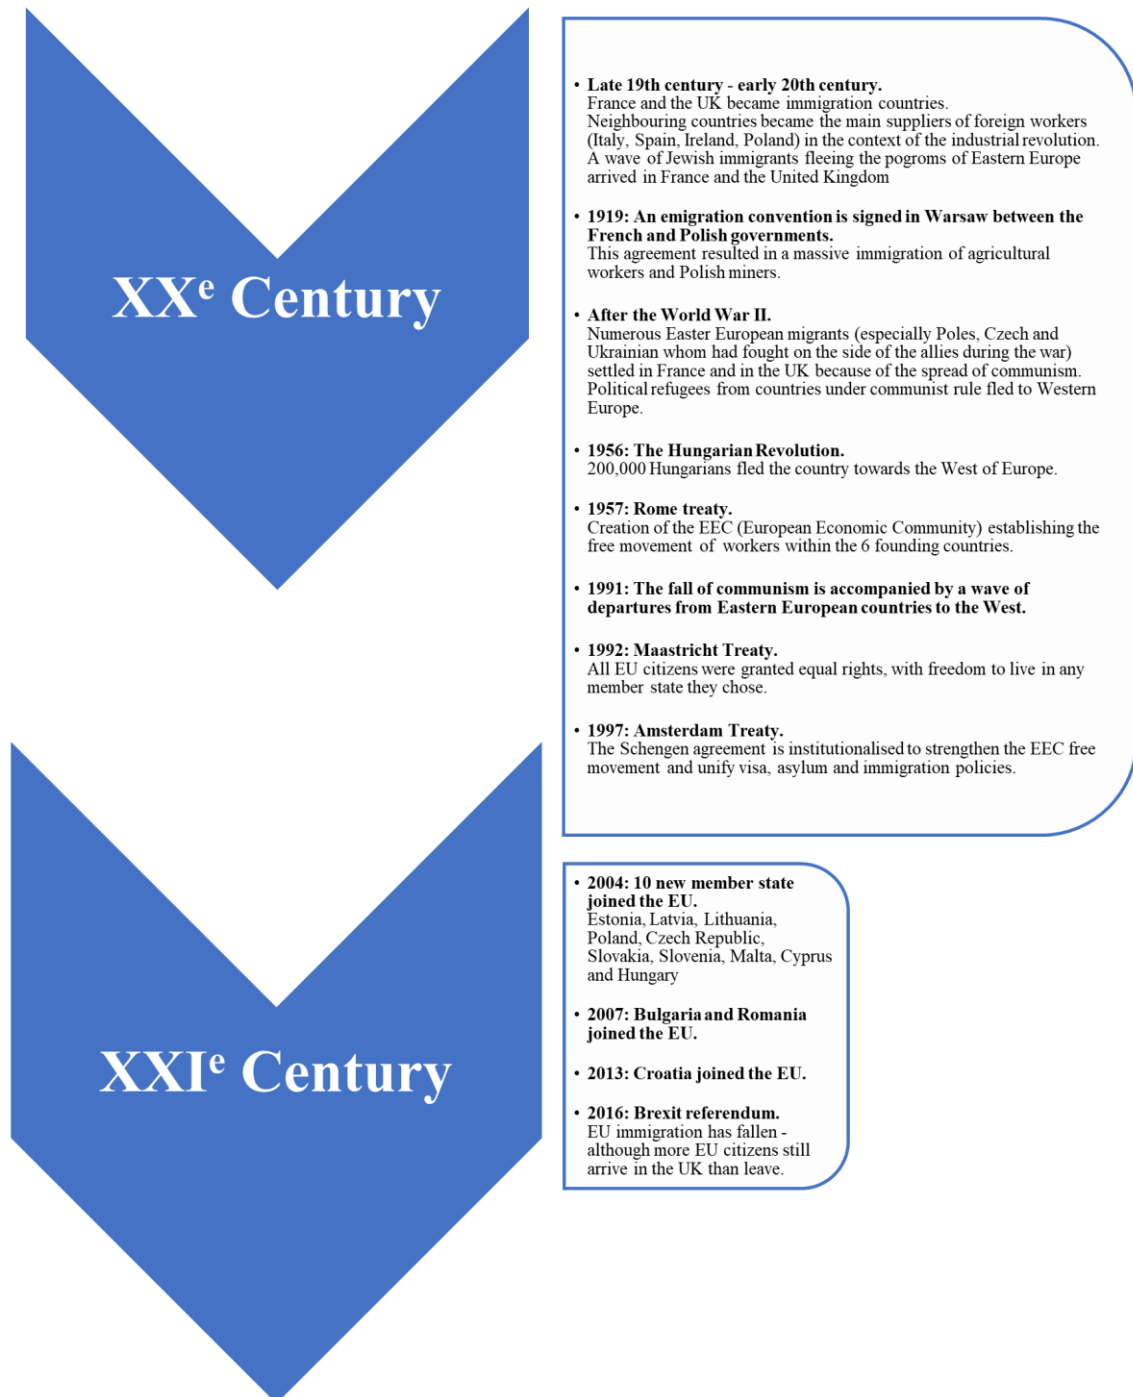 XXᵉ Century
• Late 19th century - early 20th century.
France and the UK became immigration countries.
Neighbouring countries became the main suppliers of foreign workers
(Italy, Spain, Ireland, Poland) in the context of the industrial revolution.
A wave of Jewish immigrants fleeing the pogroms of Eastern Europe
arrived in France and the United Kingdom
• 1919: An emigration convention is signed in Warsaw between the
French and Polish governments.
This agreement resulted in a massive immigration of agricultural
workers and Polish miners.
• After the World War II.
Numerous Easter European migrants (especially Poles, Czech and
Ukrainian whom had fought on the side of the allies during the war)
settled in France and in the UK because of the spread of communism.
Political refugees from countries under communist rule fled to Western
Europe.
• 1956: The Hungarian Revolution.
200,000 Hungarians fled the country towards the West of Europe.
• 1957: Rome treaty.
Creation of the EEC (European Economic Community) establishing the
free movement of workers within the 6 founding countries.
• 1991: The fall of communism is accompanied by a wave of
departures from Eastern European countries to the West.
• 1992: Maastricht Treaty.
All EU citizens were granted equal rights, with freedom to live in any
member state they chose.
• 1997: Amsterdam Treaty.
The Schengen agreement is institutionalised to strengthen the EEC free
movement and unify visa, asylum and immigration policies.
XXIᵉ Century
• 2004: 10 new member state
joined the EU.
Estonia, Latvia, Lithuania,
Poland, Czech Republic,
Slovakia, Slovenia, Malta, Cyprus
and Hungary
• 2007: Bulgaria and Romania
joined the EU.
• 2013: Croatia joined the EU.
• 2016: Brexit referendum.
EU immigration has fallen -
although more EU citizens still
arrive in the UK than leave.